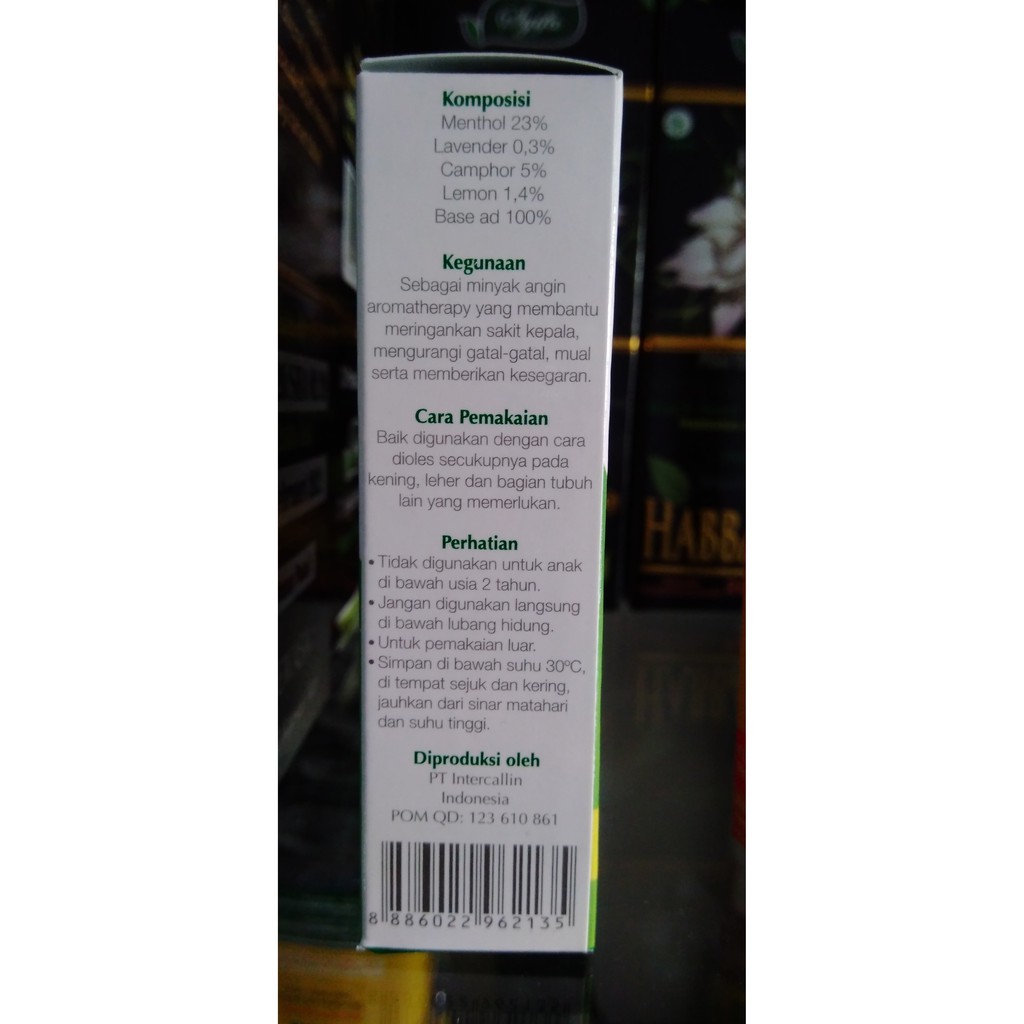 Komposisi
Menthol 23%
Lavender 0,3%
Camphor 5%
Lemon 1,4%
Base ad 100%
Kegunaan
Sebagai minyak angin
aromatherapy yang membantu
meringankan sakit kepala,
mengurangi gatal-gatal, mual
serta memberikan kesegaran.
Cara Pemakaian
Baik digunakan dengan cara
dioles secukupnya pada
kening, leher dan bagian tubuh
lain yang memerlukan.
Perhatian
• Tidak digunakan untuk anak
di bawah usia 2 tahun.
• Jangan digunakan langsung
di bawah lubang hidung.
• Untuk pemakaian luar.
• Simpan di bawah suhu 30ºC,
di tempat sejuk dan kering,
jauhkan dari sinar matahari
dan suhu tinggi.
Diproduksi oleh
PT Intercallin
Indonesia
POM QD: 123 610 861
8 886022 962135
HABB